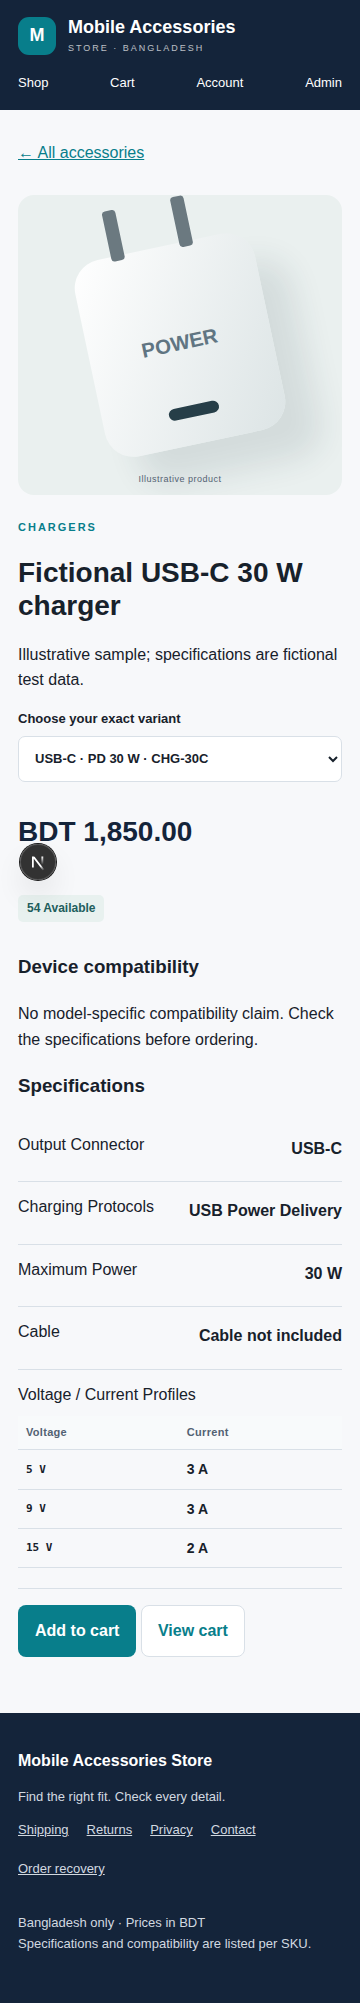 M
Mobile Accessories
STORE · BANGLADESH
Shop Cart Account Admin
← All accessories
POWER
Illustrative product
CHARGERS
Fictional USB-C 30 W
charger
Illustrative sample; specifications are fictional
test data.
Choose your exact variant
USB-C · PD 30 W · CHG-30C
BDT 1,850.00
N
54 Available
Device compatibility
No model-specific compatibility claim. Check
the specifications before ordering.
Specifications
Output Connector USB-C
Charging Protocols USB Power Delivery
Maximum Power 30 W
Cable Cable not included
Voltage / Current Profiles
Voltage Current
5 V 3 A
9 V 3 A
15 V 2 A
Add to cart View cart
Mobile Accessories Store
Find the right fit. Check every detail.
Shipping Returns Privacy Contact
Order recovery
Bangladesh only · Prices in BDT
Specifications and compatibility are listed per SKU.